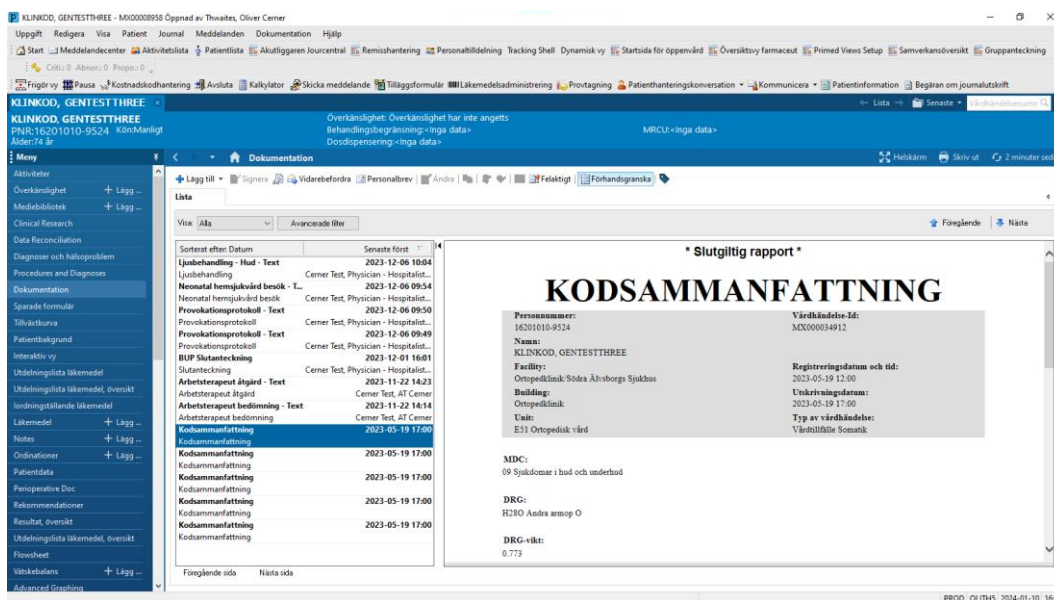 KLINKOD, GENTESTTHREE - MX00008958 Öppnad av Thwaites, Oliver Cerner
Uppgift Redigera Visa Patient Journal Meddelanden Dokumentation Hjälp
Start Meddelandecenter Aktivitetslista Patientlista Akutliggaren Jourcentral Remisshantering Personaltilldelning Tracking Shell Dynamisk vy Startsida för öppenvård Översiktsvy farmaceut Primed Views Setup Samverkansöversikt Gruppanteckning
Critic: 0 Abnor.: 0 Propo.: 0
Frigör vy Pausa Kostnadskodhantering Avsluta Kalkylator Skicka meddelande Tilläggsformulär Läkemedelsadministrering Provtagning Patienthanteringskonversation Kommunicera Patientinformation Begäran om journalutskrift
KLINKOD, GENTESTTHREE Lista Senaste Vårdhändelsenumme
KLINKOD, GENTESTTHREE Överkänslighet: Överkänslighet har inte angetts
PNR:16201010-9524 Kön:Manligt Behandlingsbegränsning:<Inga data> MRCU:<Inga data>
Ålder:74 år Dosdispensering:<Inga data>
Meny Dokumentation Helskärm Skriv ut 2 minuter sed
Aktiviteter
Överkänslighet + Lägg ...
Mediebibliotek + Lägg ...
Clinical Research
Data Reconciliation
Diagnoser och hälsoproblem
Procedures and Diagnoses
Dokumentation
Sparade formulär
Tillväxtkurva
Patientbakgrund
Interaktiv vy
Utdelningslista läkemedel
Utdelningslista läkemedel, översikt
Iordningställande läkemedel
Läkemedel + Lägg ...
Notes + Lägg ...
Ordinationer + Lägg ...
Patientdata
Perioperative Doc
Rekommendationer
Resultat, översikt
Utdelningslista läkemedel, översikt
Flowsheet
Vätskebalans + Lägg ...
Advanced Graphing
Lägg till Signera Vidarebefordra Personalbrev Ändra Felaktigt Förhandsgranska
Lista
Visa: Alla Avancerade filter Föregående Nästa
Sorterat efter: Datum Senaste först
Ljusbehandling - Hud - Text 2023-12-06 10:04
Ljusbehandling Cerner Test, Physician - Hospitalist...
Neonatal hemsjukvård besök - T... 2023-12-06 09:54
Neonatal hemsjukvård besök Cerner Test, Physician - Hospitalist...
Provokationsprotokoll - Text 2023-12-06 09:50
Provokationsprotokoll Cerner Test, Physician - Hospitalist...
Provokationsprotokoll - Text 2023-12-06 09:49
Provokationsprotokoll Cerner Test, Physician - Hospitalist...
BUP Slutanteckning 2023-12-01 16:01
Slutanteckning Cerner Test, Physician - Hospitalist...
Arbetsterapeut åtgärd - Text 2023-11-22 14:23
Arbetsterapeut åtgärd Cerner Test, AT Cerner
Arbetsterapeut bedömning - Text 2023-11-22 14:14
Arbetsterapeut bedömning Cerner Test, AT Cerner
Kodsammanfattning 2023-05-19 17:00
Kodsammanfattning
Kodsammanfattning 2023-05-19 17:00
Kodsammanfattning
Kodsammanfattning 2023-05-19 17:00
Kodsammanfattning
Kodsammanfattning 2023-05-19 17:00
Kodsammanfattning
Kodsammanfattning 2023-05-19 17:00
Kodsammanfattning
Föregående sida Nästa sida
* Slutgiltig rapport *
KODSAMMANFATTNING
Personnummer: Vårdhändelse-Id:
16201010-9524 MX000034912
Namn:
KLINKOD, GENTESTTHREE
Facility: Registreringsdatum och tid:
Ortopedklinik/Södra Älvsborgs Sjukhus 2023-05-19 12:00
Building: Utskrivningsdatum:
Ortopedklinik 2023-05-19 17:00
Unit: Typ av vårdhändelse:
E51 Ortopedisk vård Vårdtillfälle Somatik
MDC:
09 Sjukdomar i hud och underhud
DRG:
H28O Andra armop O
DRG-vikt:
0.773
PROD OLITH5 2024-01-10 16